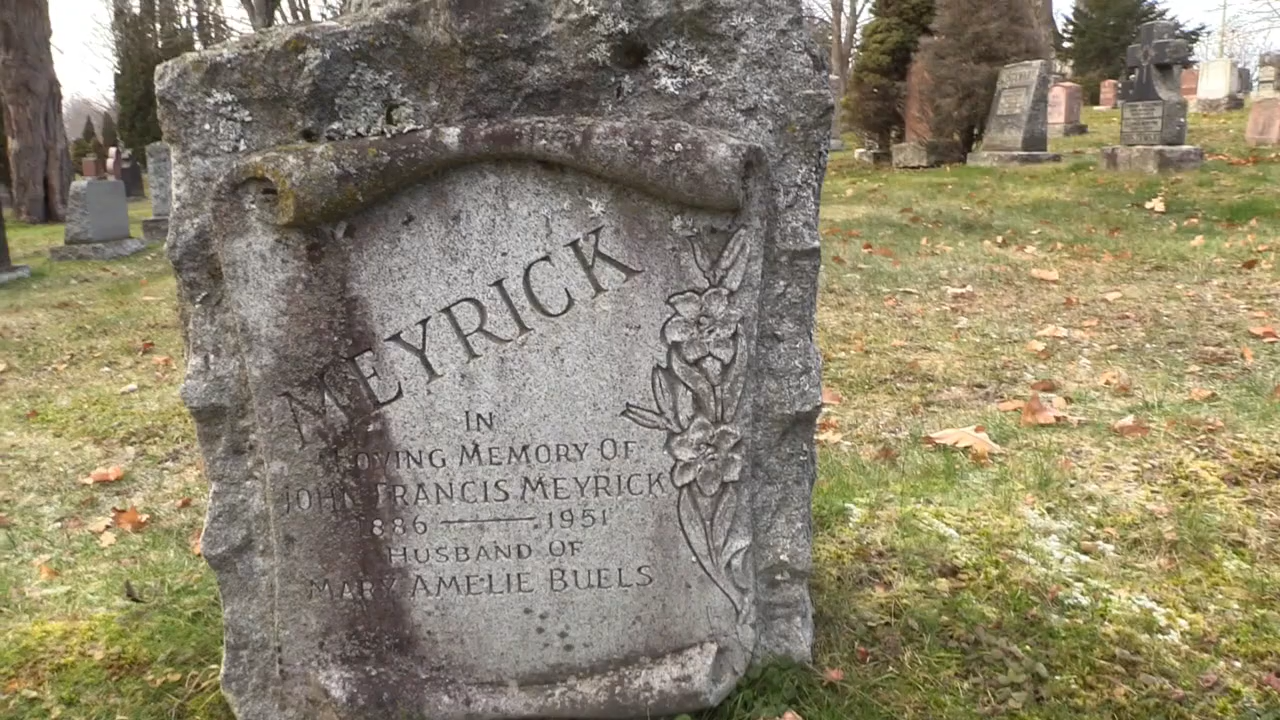 MEYRICK
IN
LOVING MEMORY OF
JOHN FRANCIS MEYRICK
1886 — 1951
HUSBAND OF
MARY AMELIE BUELS